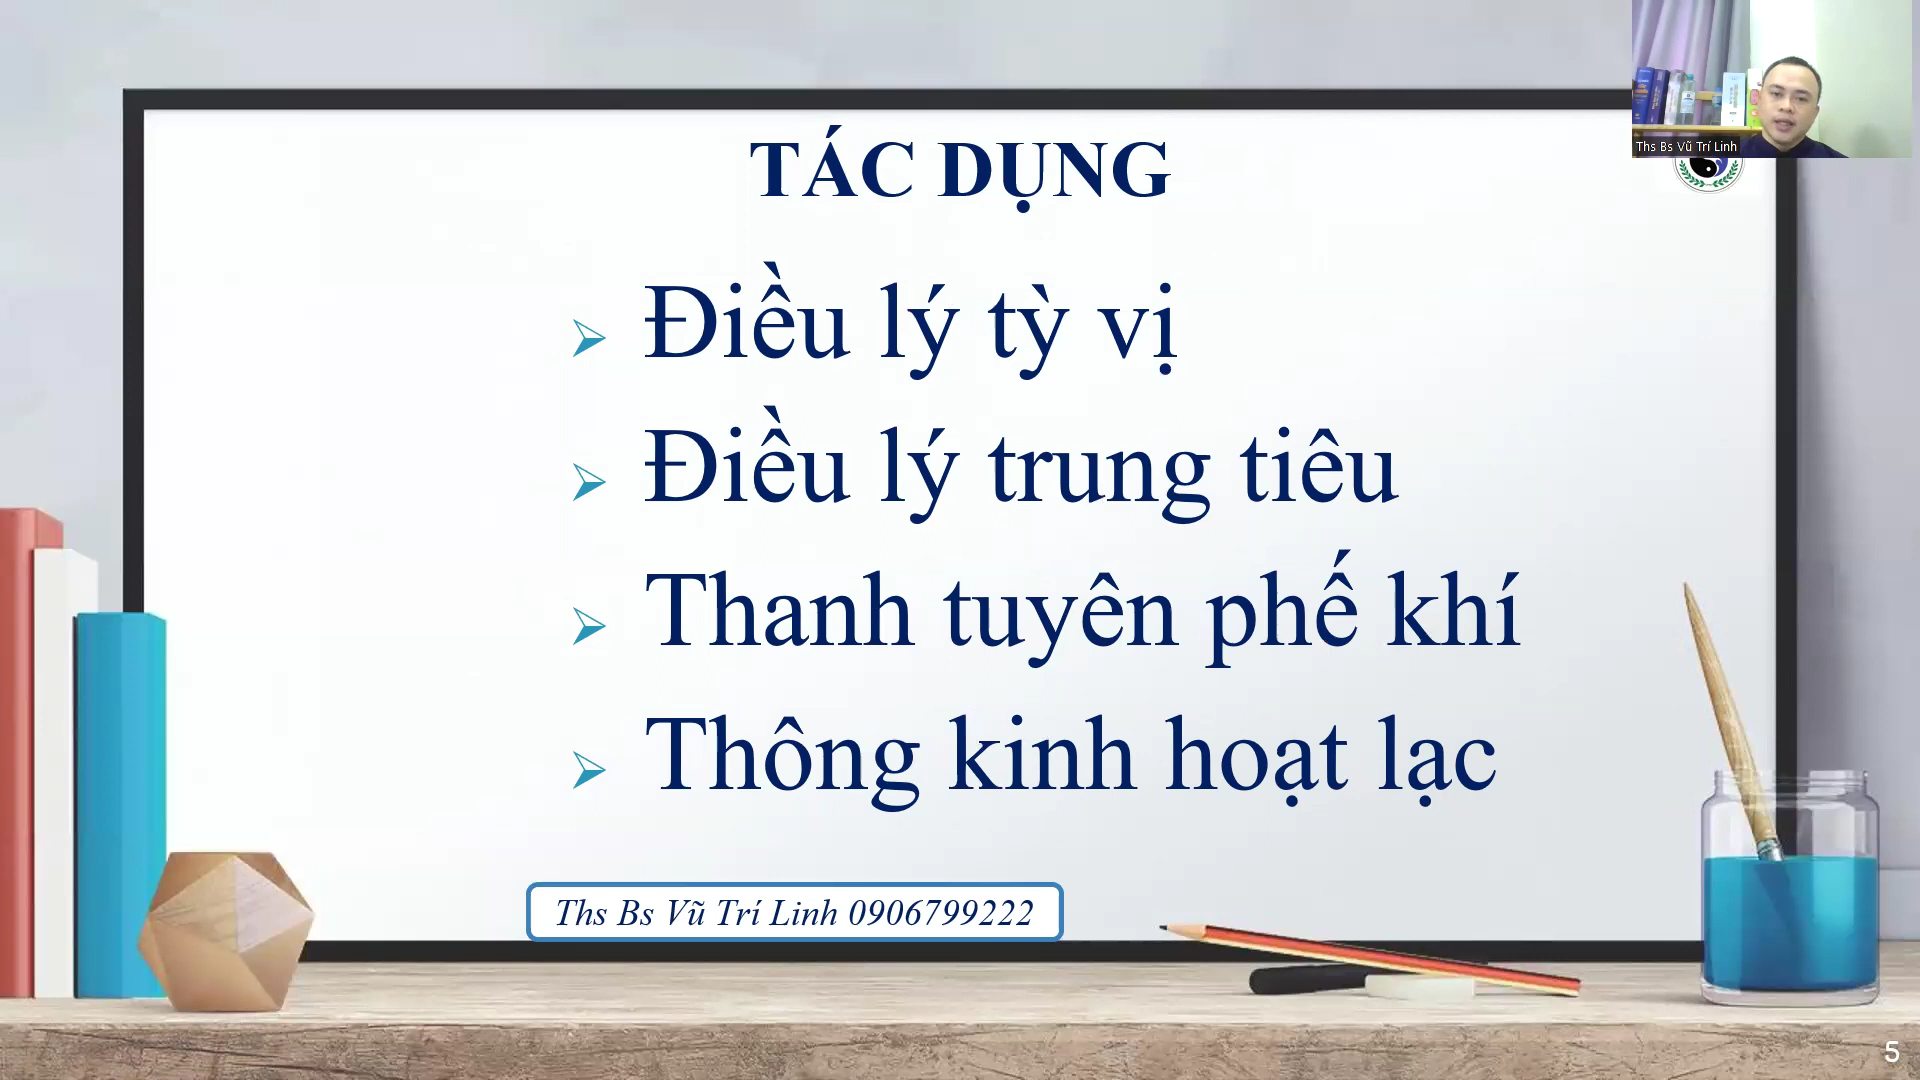 Ths Bs Vũ Trí Linh
TÁC DỤNG
Điều lý tỳ vị
Điều lý trung tiêu
Thanh tuyên phế khí
Thông kinh hoạt lạc
Ths Bs Vũ Trí Linh 0906799222
5